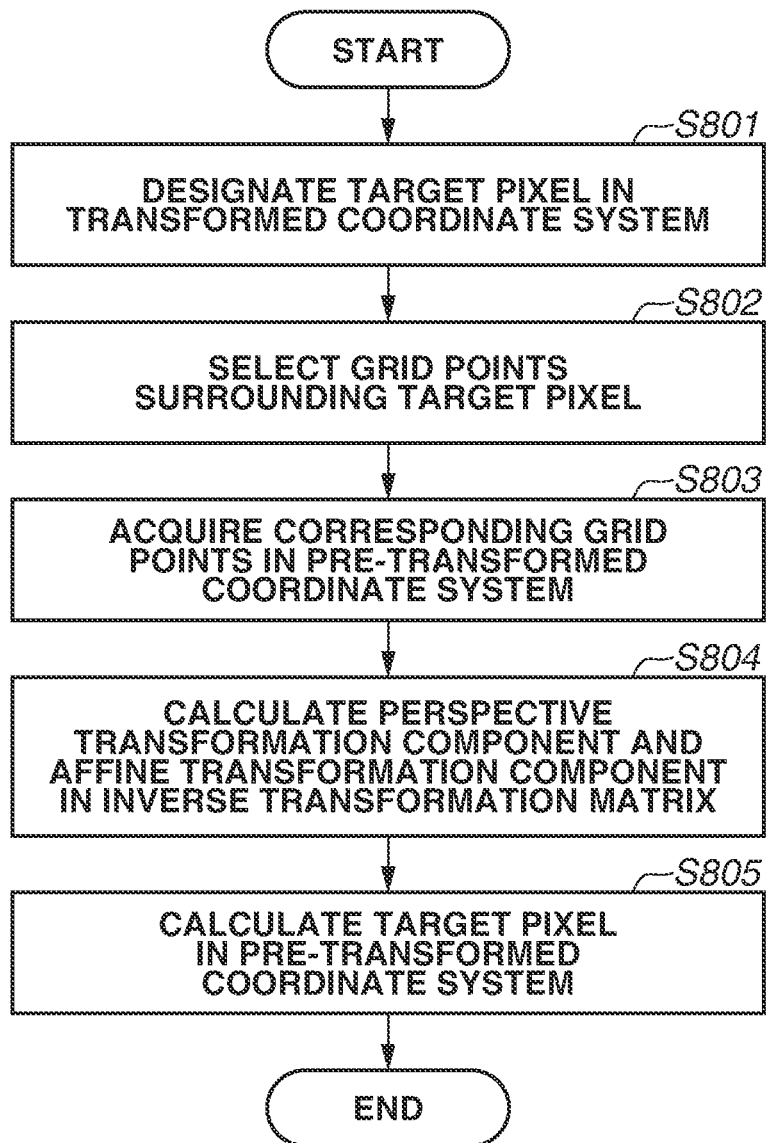 START
S801
DESIGNATE TARGET PIXEL IN
TRANSFORMED COORDINATE SYSTEM
S802
SELECT GRID POINTS
SURROUNDING TARGET PIXEL
S803
ACQUIRE CORRESPONDING GRID
POINTS IN PRE-TRANSFORMED
COORDINATE SYSTEM
S804
CALCULATE PERSPECTIVE
TRANSFORMATION COMPONENT AND
AFFINE TRANSFORMATION COMPONENT
IN INVERSE TRANSFORMATION MATRIX
S805
CALCULATE TARGET PIXEL
IN PRE-TRANSFORMED
COORDINATE SYSTEM
END